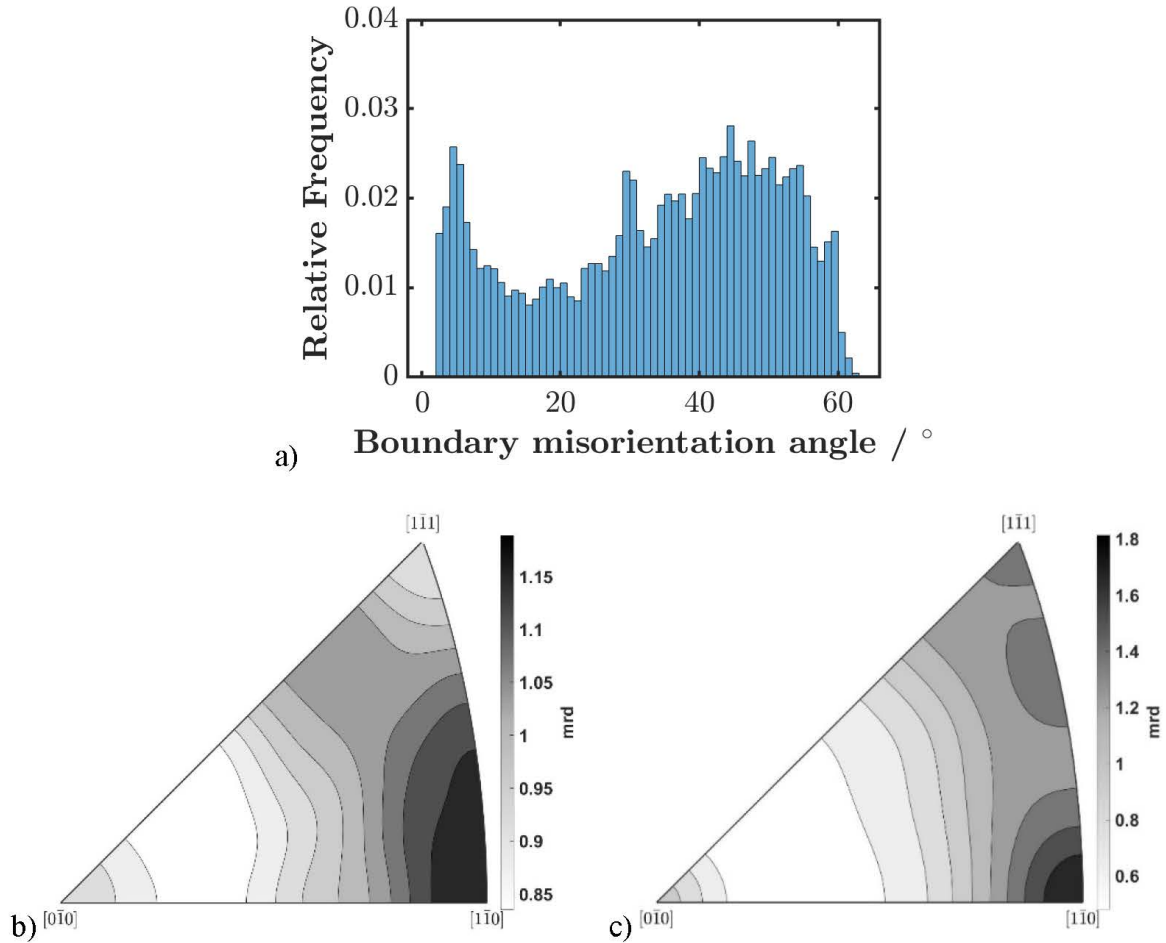 0.04
0.03
0.02
0.01
0
Relative Frequency
0 20 40 60
Boundary misorientation angle / °
a)
[11̅1]
1.15
1.1
1.05
1
0.95
0.9
0.85
mrd
b) [01̅0] [11̅0]
[11̅1]
1.8
1.6
1.4
1.2
1
0.8
0.6
mrd
c) [01̅0] [11̅0]